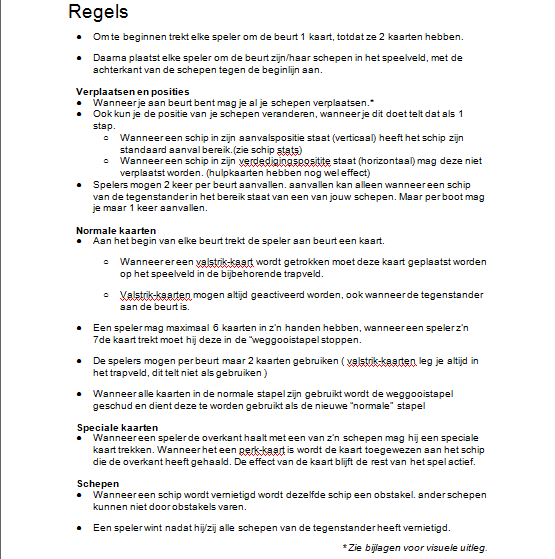 Regels
● Om te beginnen trekt elke speler om de beurt 1 kaart, totdat ze 2 kaarten hebben.
● Daarna plaatst elke speler om de beurt zijn/haar schepen in het speelveld, met de
achterkant van de schepen tegen de beginlijn aan.
Verplaatsen en posities
● Wanneer je aan beurt bent mag je al je schepen verplaatsen.*
● Ook kun je de positie van je schepen veranderen, wanneer je dit doet telt dat als 1
stap.
○ Wanneer een schip in zijn aanvalspositie staat (verticaal) heeft het schip zijn
standaard aanval bereik.(zie schip stats)
○ Wanneer een schip in zijn verdedigingspositite staat (horizontaal) mag deze niet
verplaatst worden. (hulpkaarten hebben nog wel effect)
● Spelers mogen 2 keer per beurt aanvallen. aanvallen kan alleen wanneer een schip
van de tegenstander in het bereik staat van een van jouw schepen. Maar per boot mag
je maar 1 keer aanvallen.
Normale kaarten
● Aan het begin van elke beurt trekt de speler aan beurt een kaart.
○ Wanneer er een valstrik-kaart wordt getrokken moet deze kaart geplaatst worden
op het speelveld in de bijbehorende trapveld.
○ Valstrik-kaarten mogen altijd geactiveerd worden, ook wanneer de tegenstander
aan de beurt is.
● Een speler mag maximaal 6 kaarten in z'n handen hebben, wanneer een speler z'n
7de kaart trekt moet hij deze in de "weggooistapel stoppen.
● De spelers mogen per beurt maar 2 kaarten gebruiken ( valstrik-kaarten leg je altijd in
het trapveld, dit telt niet als gebruiken )
● Wanneer alle kaarten in de normale stapel zijn gebruikt wordt de weggooistapel
geschud en dient deze te worden gebruikt als de nieuwe "normale" stapel
Speciale kaarten
● Wanneer een speler de overkant haalt met een van z'n schepen mag hij een speciale
kaart trekken. Wanneer het een perk-kaart is wordt de kaart toegewezen aan het schip
die de overkant heeft gehaald. De effect van de kaart blijft de rest van het spel actief.
Schepen
● Wanneer een schip wordt vernietigd wordt dezelfde schip een obstakel. ander schepen
kunnen niet door obstakels varen.
● Een speler wint nadat hij/zij alle schepen van de tegenstander heeft vernietigd.
*Zie bijlagen voor visuele uitleg.